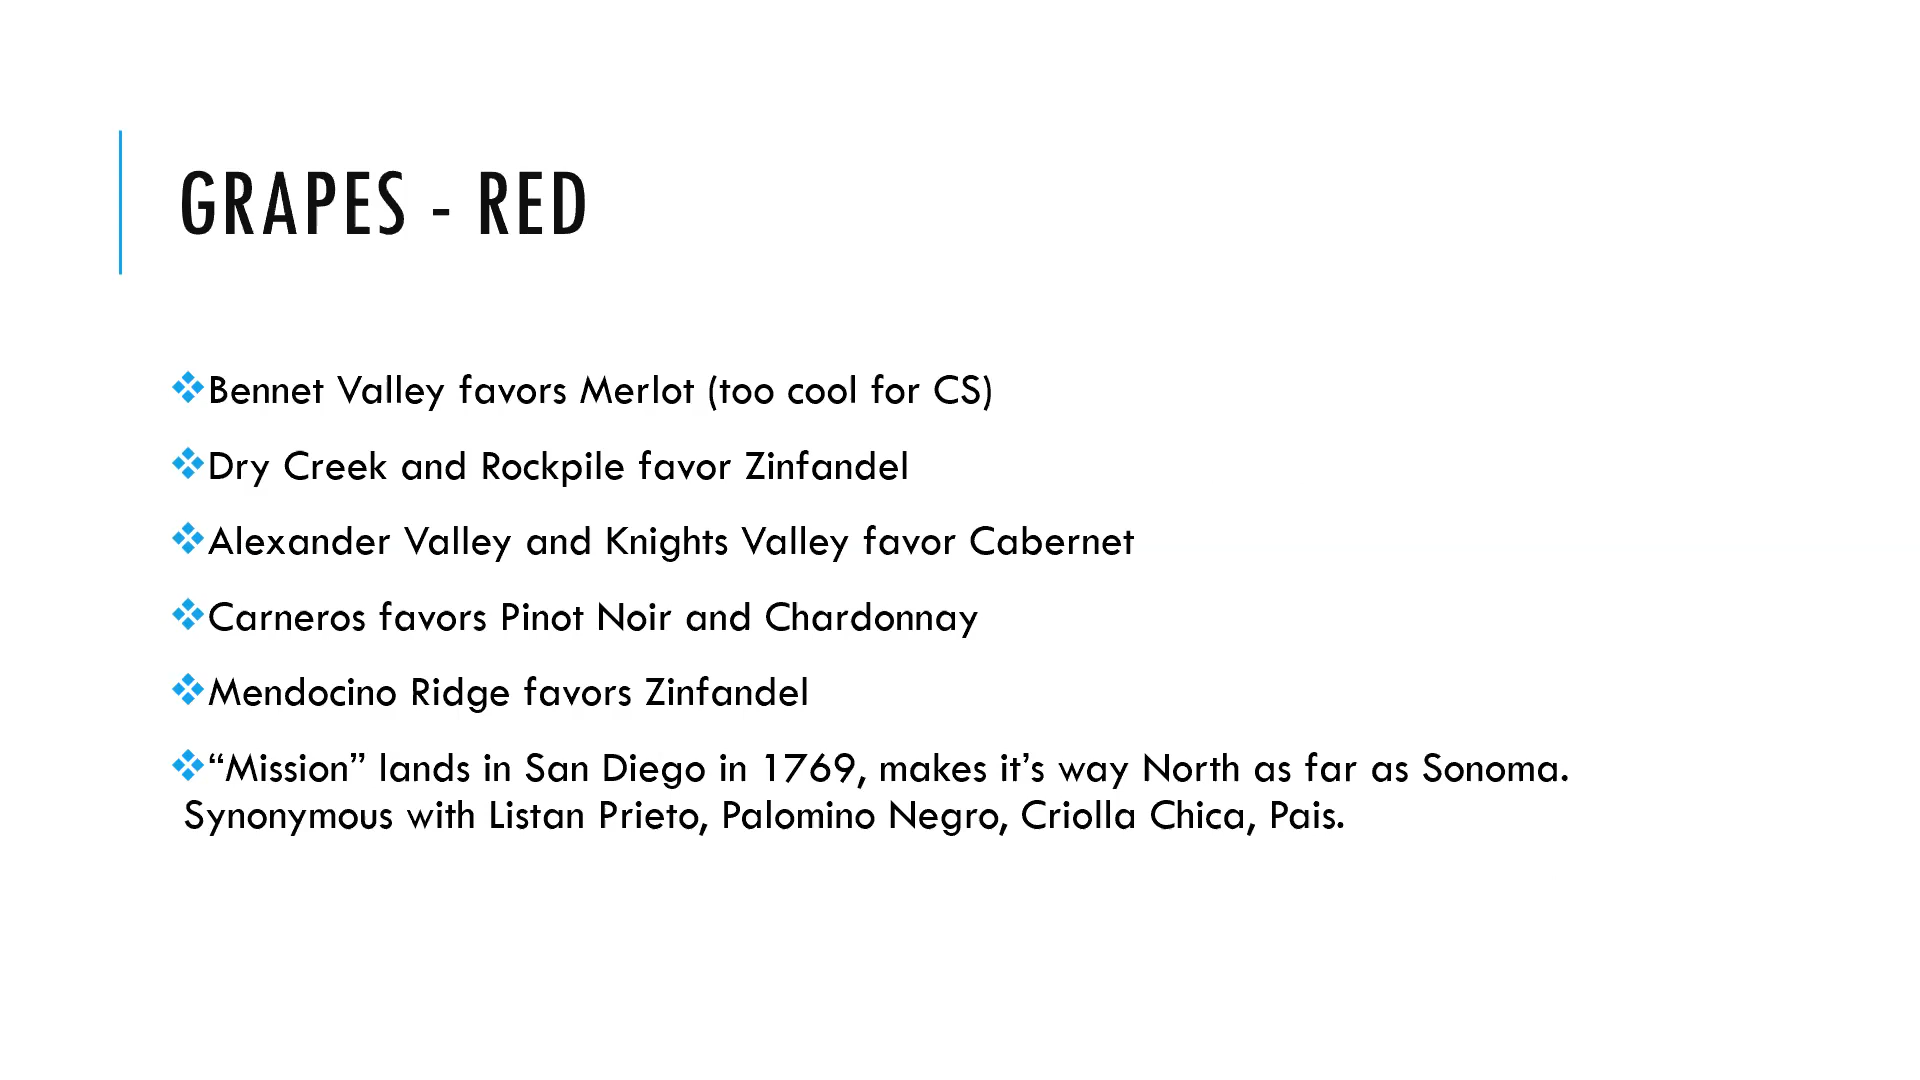 GRAPES - RED
❖Bennet Valley favors Merlot (too cool for CS)
❖Dry Creek and Rockpile favor Zinfandel
❖Alexander Valley and Knights Valley favor Cabernet
❖Carneros favors Pinot Noir and Chardonnay
❖Mendocino Ridge favors Zinfandel
❖“Mission” lands in San Diego in 1769, makes it’s way North as far as Sonoma.
Synonymous with Listan Prieto, Palomino Negro, Criolla Chica, Pais.